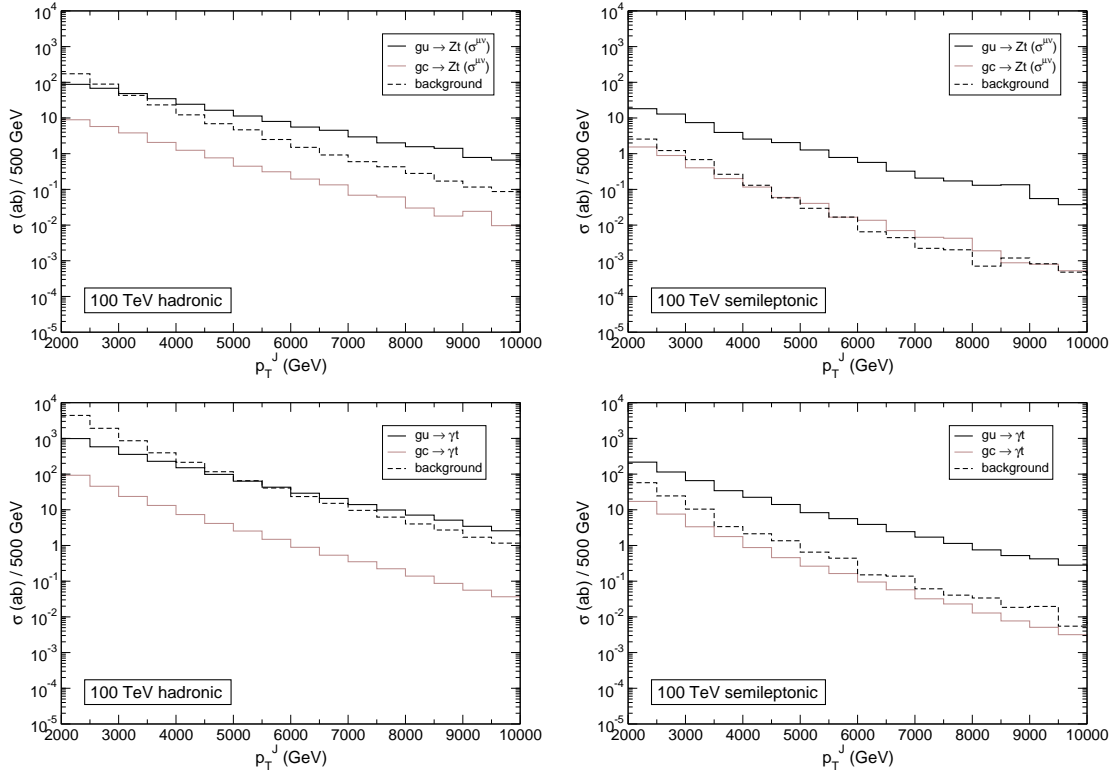 10^4
10^3
10^2
10^1
1
10^-1
10^-2
10^-3
10^-4
10^-5
σ (ab) / 500 GeV
gu → Zt (σ^μν)
gc → Zt (σ^μν)
background
100 TeV hadronic
2000 3000 4000 5000 6000 7000 8000 9000 10000
p_T^J (GeV)
10^4
10^3
10^2
10^1
1
10^-1
10^-2
10^-3
10^-4
10^-5
σ (ab) / 500 GeV
gu → Zt (σ^μν)
gc → Zt (σ^μν)
background
100 TeV semileptonic
2000 3000 4000 5000 6000 7000 8000 9000 10000
p_T^J (GeV)
10^4
10^3
10^2
10^1
1
10^-1
10^-2
10^-3
10^-4
10^-5
σ (ab) / 500 GeV
gu → γt
gc → γt
background
100 TeV hadronic
2000 3000 4000 5000 6000 7000 8000 9000 10000
p_T^J (GeV)
10^4
10^3
10^2
10^1
1
10^-1
10^-2
10^-3
10^-4
10^-5
σ (ab) / 500 GeV
gu → γt
gc → γt
background
100 TeV semileptonic
2000 3000 4000 5000 6000 7000 8000 9000 10000
p_T^J (GeV)